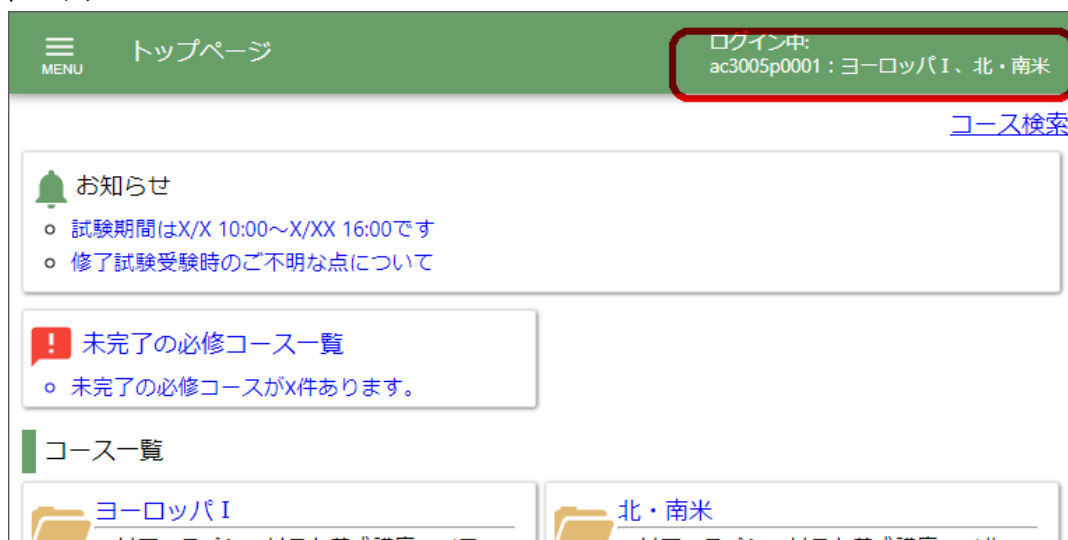 MENU
トップページ
ログイン中:
ac3005p0001：ヨーロッパⅠ、北・南米
コース検索
お知らせ
試験期間はX/X 10:00～X/XX 16:00です
修了試験受験時のご不明な点について
未完了の必修コース一覧
未完了の必修コースがX件あります。
コース一覧
ヨーロッパⅠ
北・南米